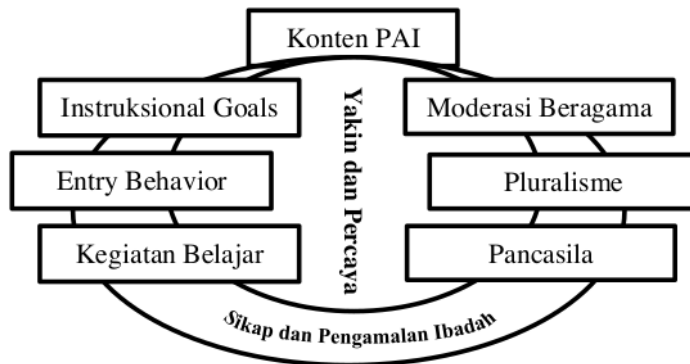 Konten PAI
Instruksional Goals
Moderasi Beragama
Yakin dan Percaya
Entry Behavior
Pluralisme
Kegiatan Belajar
Pancasila
Sikap dan Pengamalan Ibadah